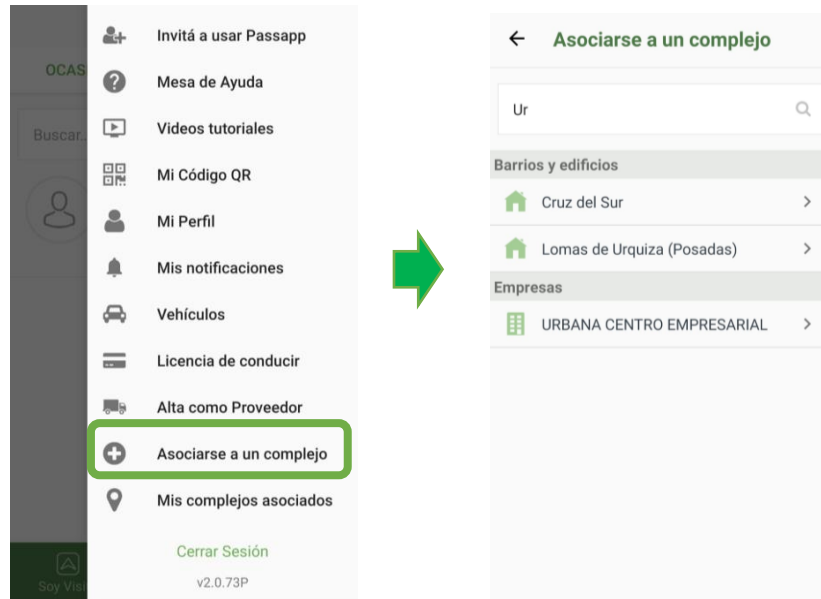 Invitá a usar Passapp
OCAS
Mesa de Ayuda
Buscar..
Videos tutoriales
Mi Código QR
Mi Perfil
Mis notificaciones
Vehículos
Licencia de conducir
Alta como Proveedor
Asociarse a un complejo
Mis complejos asociados
Cerrar Sesión
Soy Visi
v2.0.73P
Asociarse a un complejo
Ur
Barrios y edificios
Cruz del Sur
Lomas de Urquiza (Posadas)
Empresas
URBANA CENTRO EMPRESARIAL